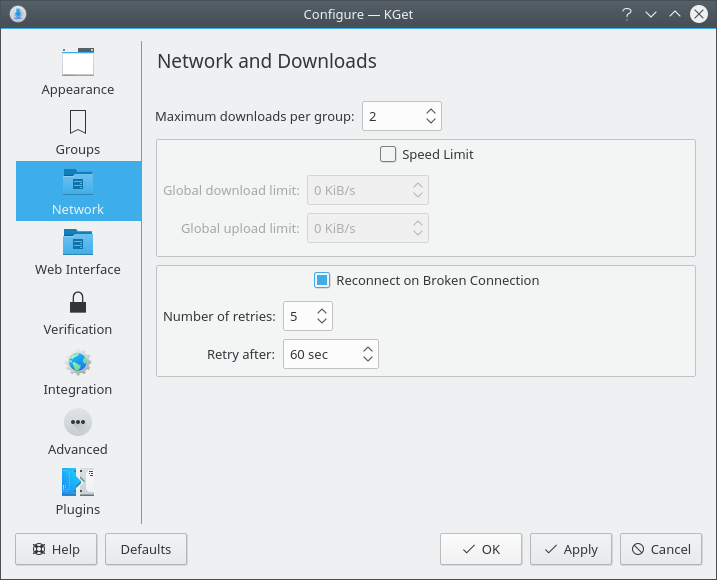 Configure — KGet
Appearance
Groups
Network
Web Interface
Verification
Integration
Advanced
Plugins
Network and Downloads
Maximum downloads per group: 2
Speed Limit
Global download limit: 0 KiB/s
Global upload limit: 0 KiB/s
Reconnect on Broken Connection
Number of retries: 5
Retry after: 60 sec
Help Defaults OK Apply Cancel